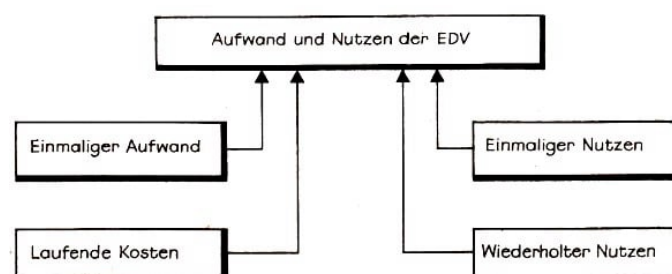 Aufwand und Nutzen der EDV
Einmaliger Aufwand
Einmaliger Nutzen
Laufende Kosten
Wiederholter Nutzen